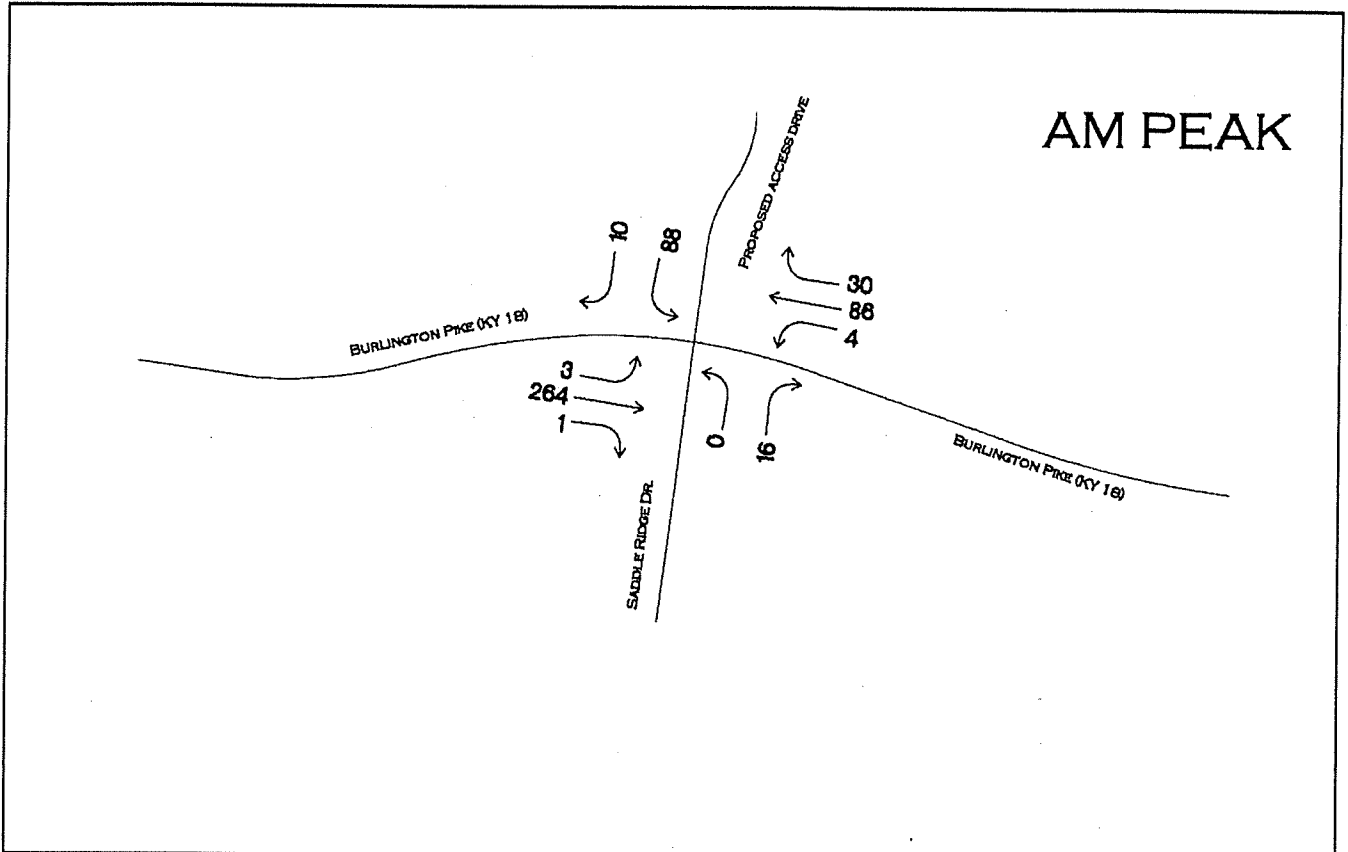 AM PEAK
PROPOSED ACCESS DRIVE
10
88
30
86
4
BURLINGTON PIKE (KY 18)
3
264
1
0
16
BURLINGTON PIKE (KY 18)
SADDLE RIDGE DR.